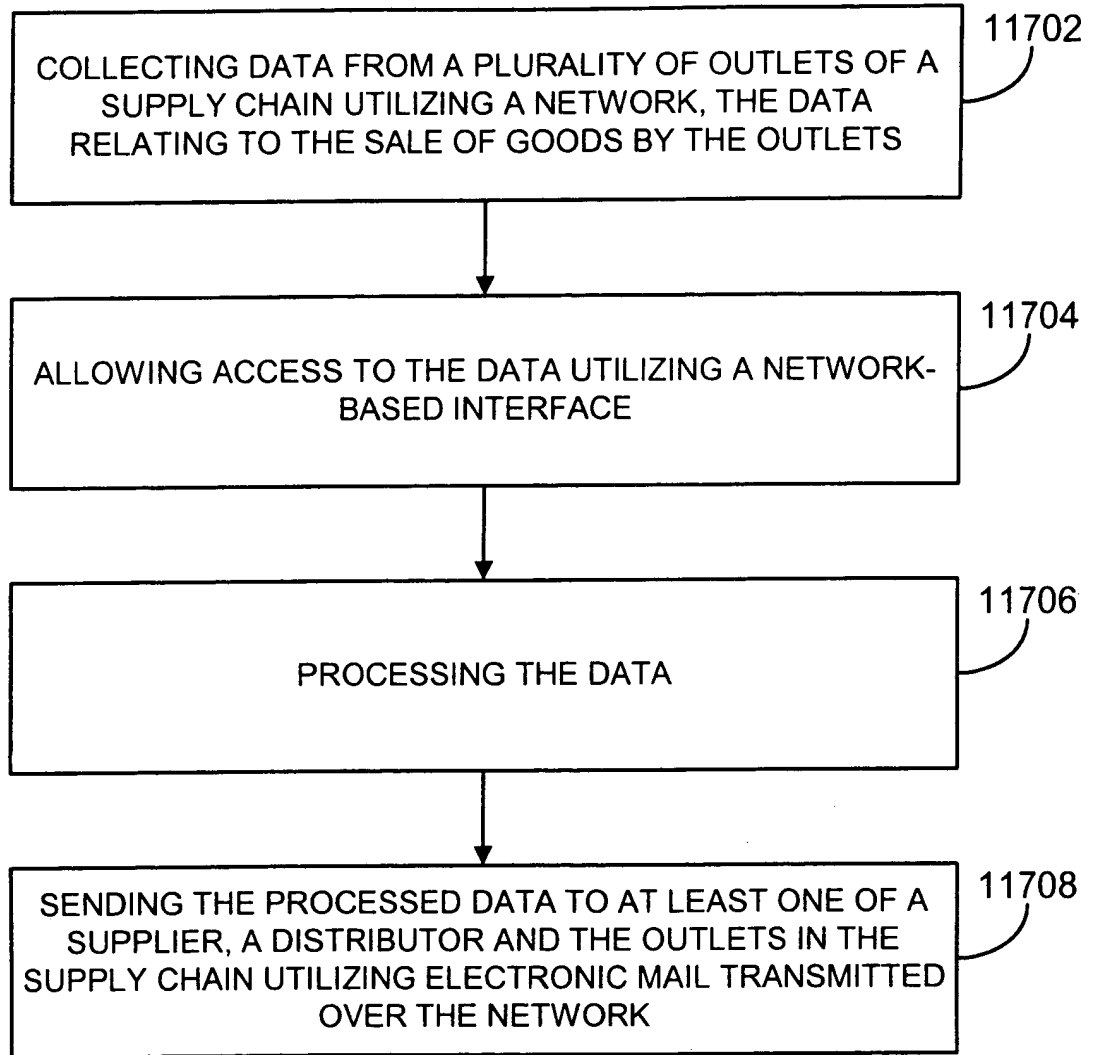 11702
COLLECTING DATA FROM A PLURALITY OF OUTLETS OF A
SUPPLY CHAIN UTILIZING A NETWORK, THE DATA
RELATING TO THE SALE OF GOODS BY THE OUTLETS
11704
ALLOWING ACCESS TO THE DATA UTILIZING A NETWORK-
BASED INTERFACE
11706
PROCESSING THE DATA
11708
SENDING THE PROCESSED DATA TO AT LEAST ONE OF A
SUPPLIER, A DISTRIBUTOR AND THE OUTLETS IN THE
SUPPLY CHAIN UTILIZING ELECTRONIC MAIL TRANSMITTED
OVER THE NETWORK